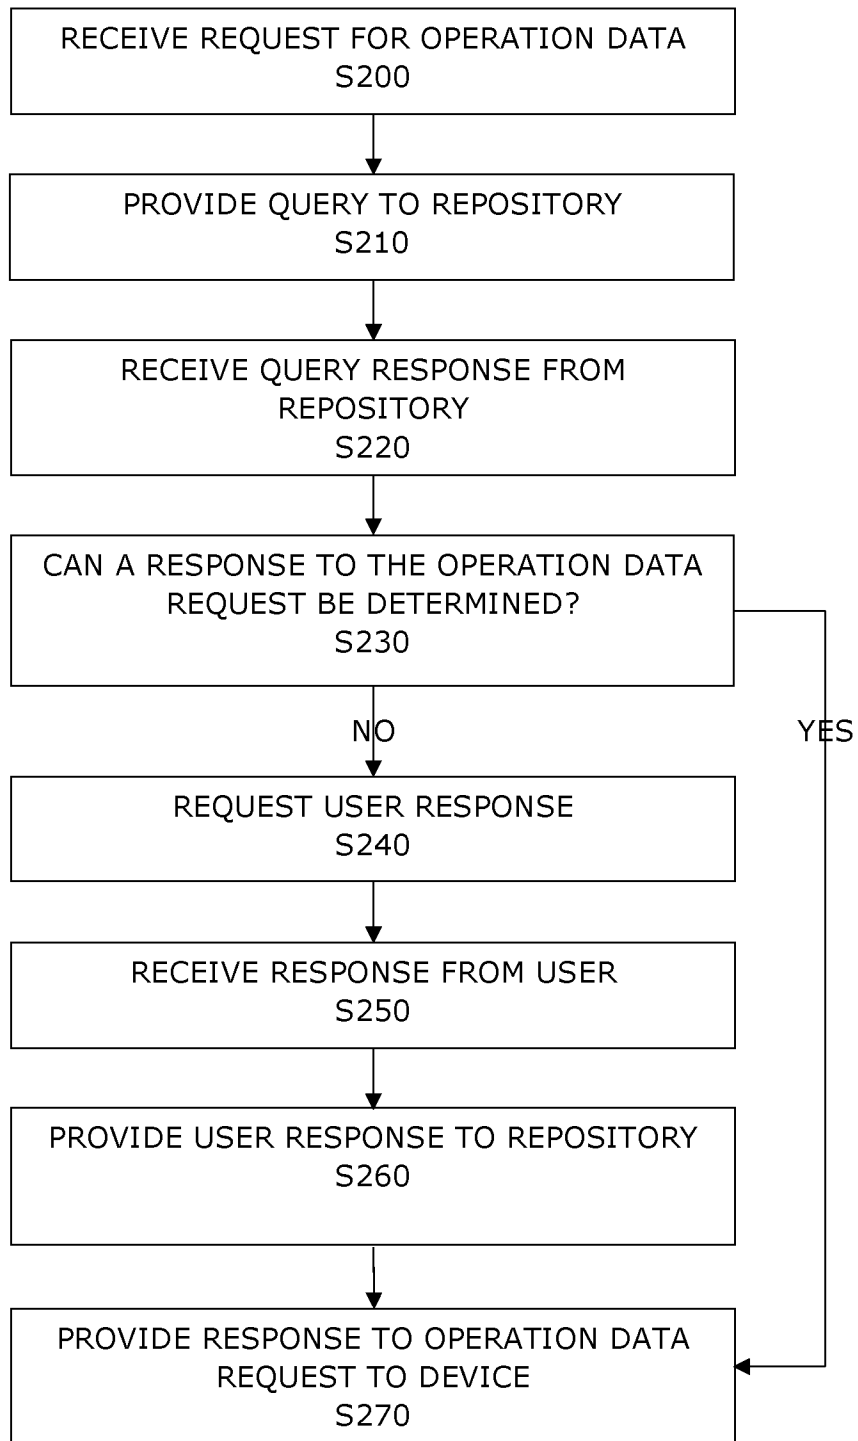 RECEIVE REQUEST FOR OPERATION DATA
S200
PROVIDE QUERY TO REPOSITORY
S210
RECEIVE QUERY RESPONSE FROM
REPOSITORY
S220
CAN A RESPONSE TO THE OPERATION DATA
REQUEST BE DETERMINED?
S230
NO
YES
REQUEST USER RESPONSE
S240
RECEIVE RESPONSE FROM USER
S250
PROVIDE USER RESPONSE TO REPOSITORY
S260
PROVIDE RESPONSE TO OPERATION DATA
REQUEST TO DEVICE
S270